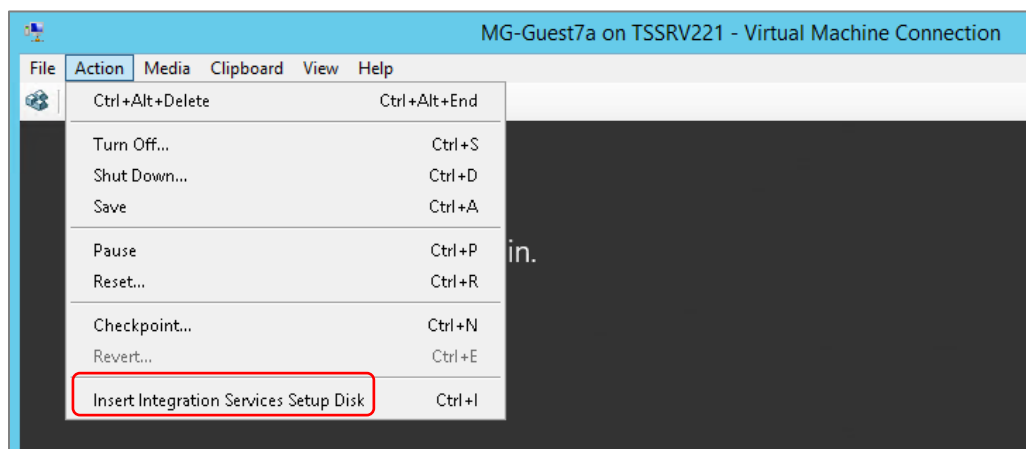 MG-Guest7a on TSSRV221 - Virtual Machine Connection
File Action Media Clipboard View Help
Ctrl+Alt+Delete Ctrl+Alt+End
Turn Off... Ctrl+S
Shut Down... Ctrl+D
Save Ctrl+A
Pause Ctrl+P
in.
Reset... Ctrl+R
Checkpoint... Ctrl+N
Revert... Ctrl+E
Insert Integration Services Setup Disk Ctrl+I